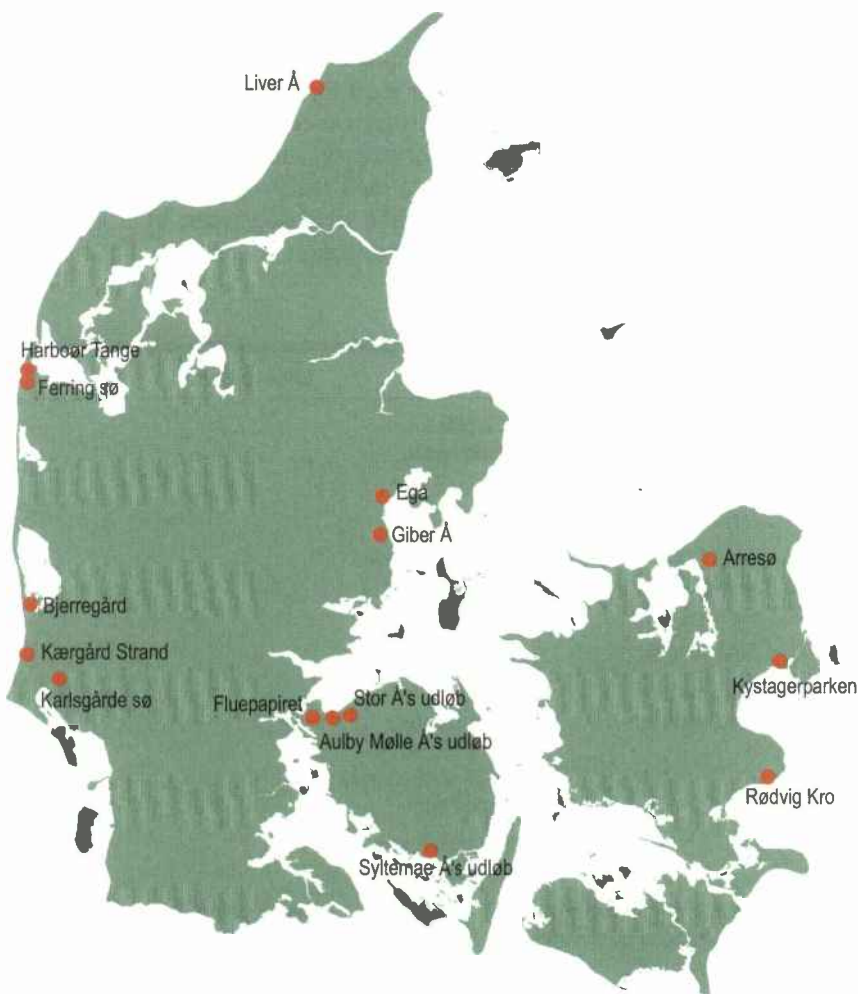 Liver Å
Harboør Tange
Ferring sø
Egå
Giber Å
Arresø
Bjerregård
Kærgård Strand
Karlsgårde sø
Kystagerparken
Fluepapiret
Stor Å's udløb
Aulby Mølle Å's udløb
Rødvig Kro
Syltemae Å's udløb